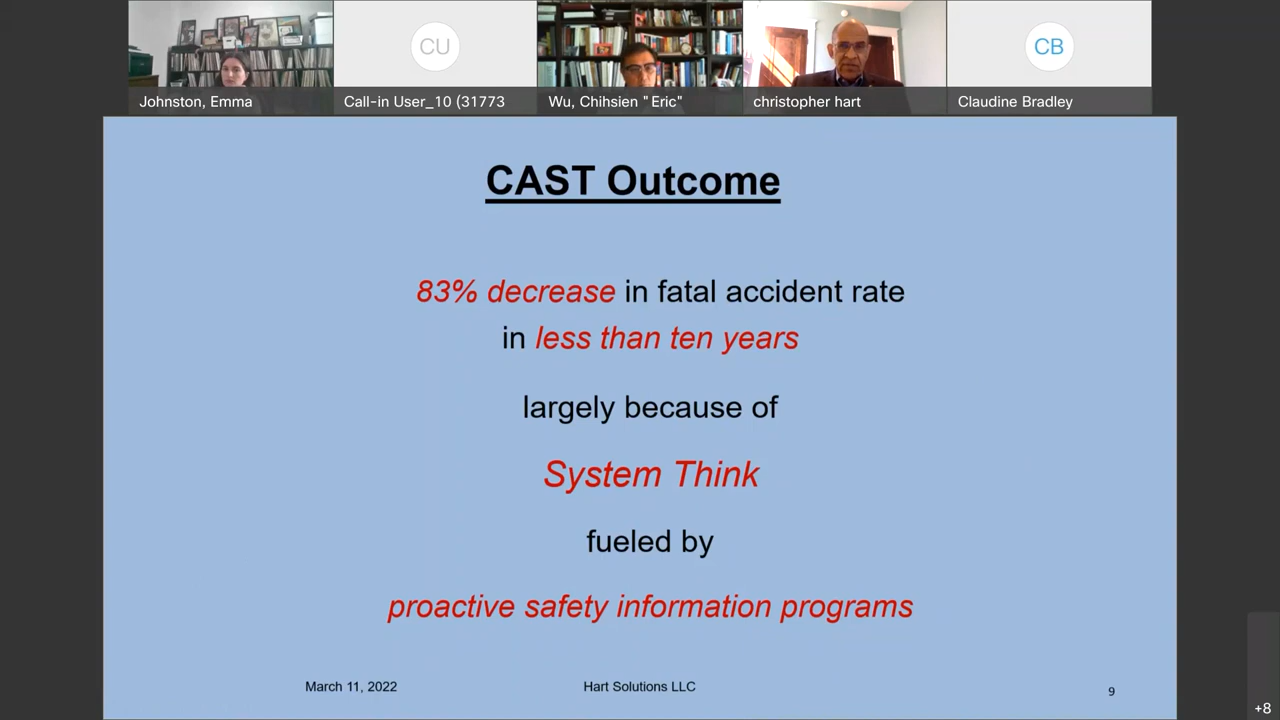 CU
CB
Johnston, Emma
Call-in User_10 (31773
Wu, Chihsien "Eric"
christopher hart
Claudine Bradley
CAST Outcome
83% decrease in fatal accident rate
in less than ten years
largely because of
System Think
fueled by
proactive safety information programs
March 11, 2022
Hart Solutions LLC
9
+8